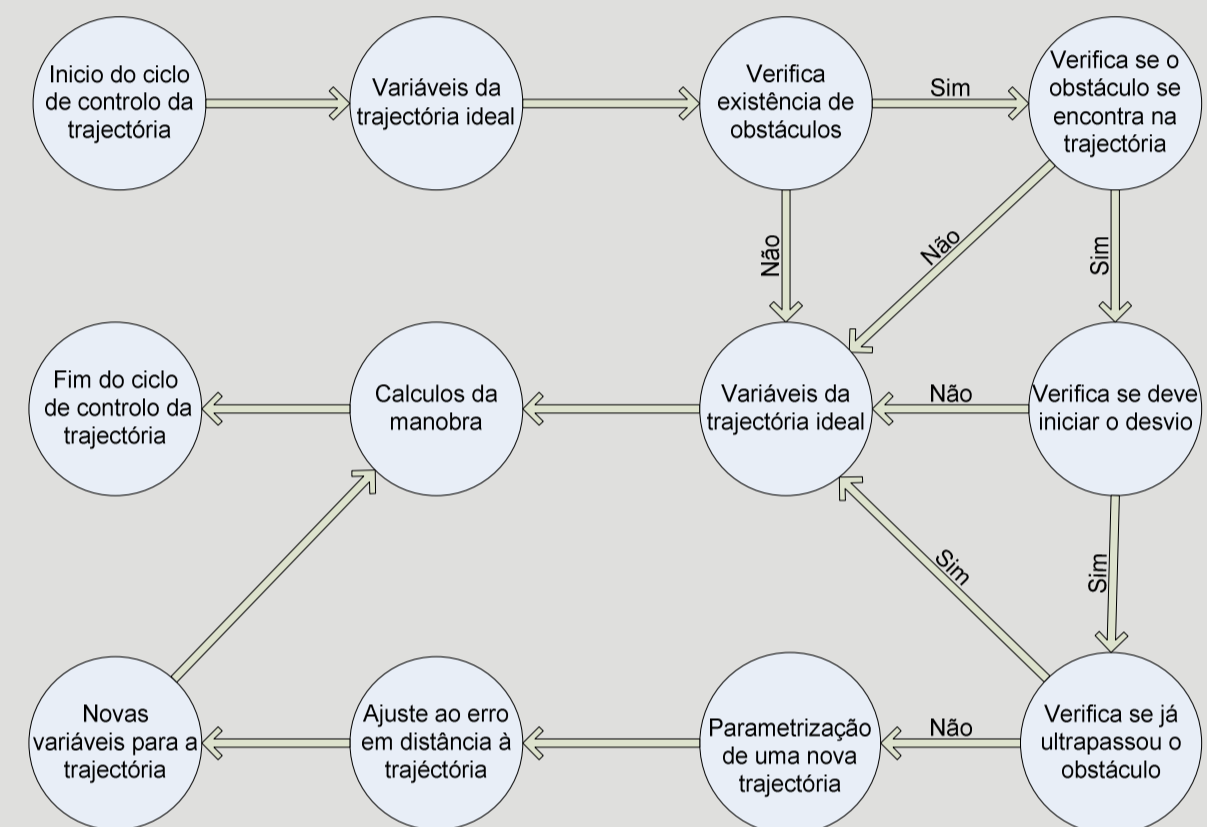 Inicio do ciclo
de controlo da
trajectória
Variáveis da
trajectória ideal
Verifica
existência de
obstáculos
Sim
Verifica se o
obstáculo se
encontra na
trajectória
Não
Não
Sim
Fim do ciclo
de controlo da
trajectória
Calculos da
manobra
Variáveis da
trajectória ideal
Não
Verifica se deve
iniciar o desvio
Sim
Sim
Novas
variáveis para a
trajectória
Ajuste ao erro
em distância à
trajéctória
Parametrização
de uma nova
trajectória
Não
Verifica se já
ultrapassou o
obstáculo